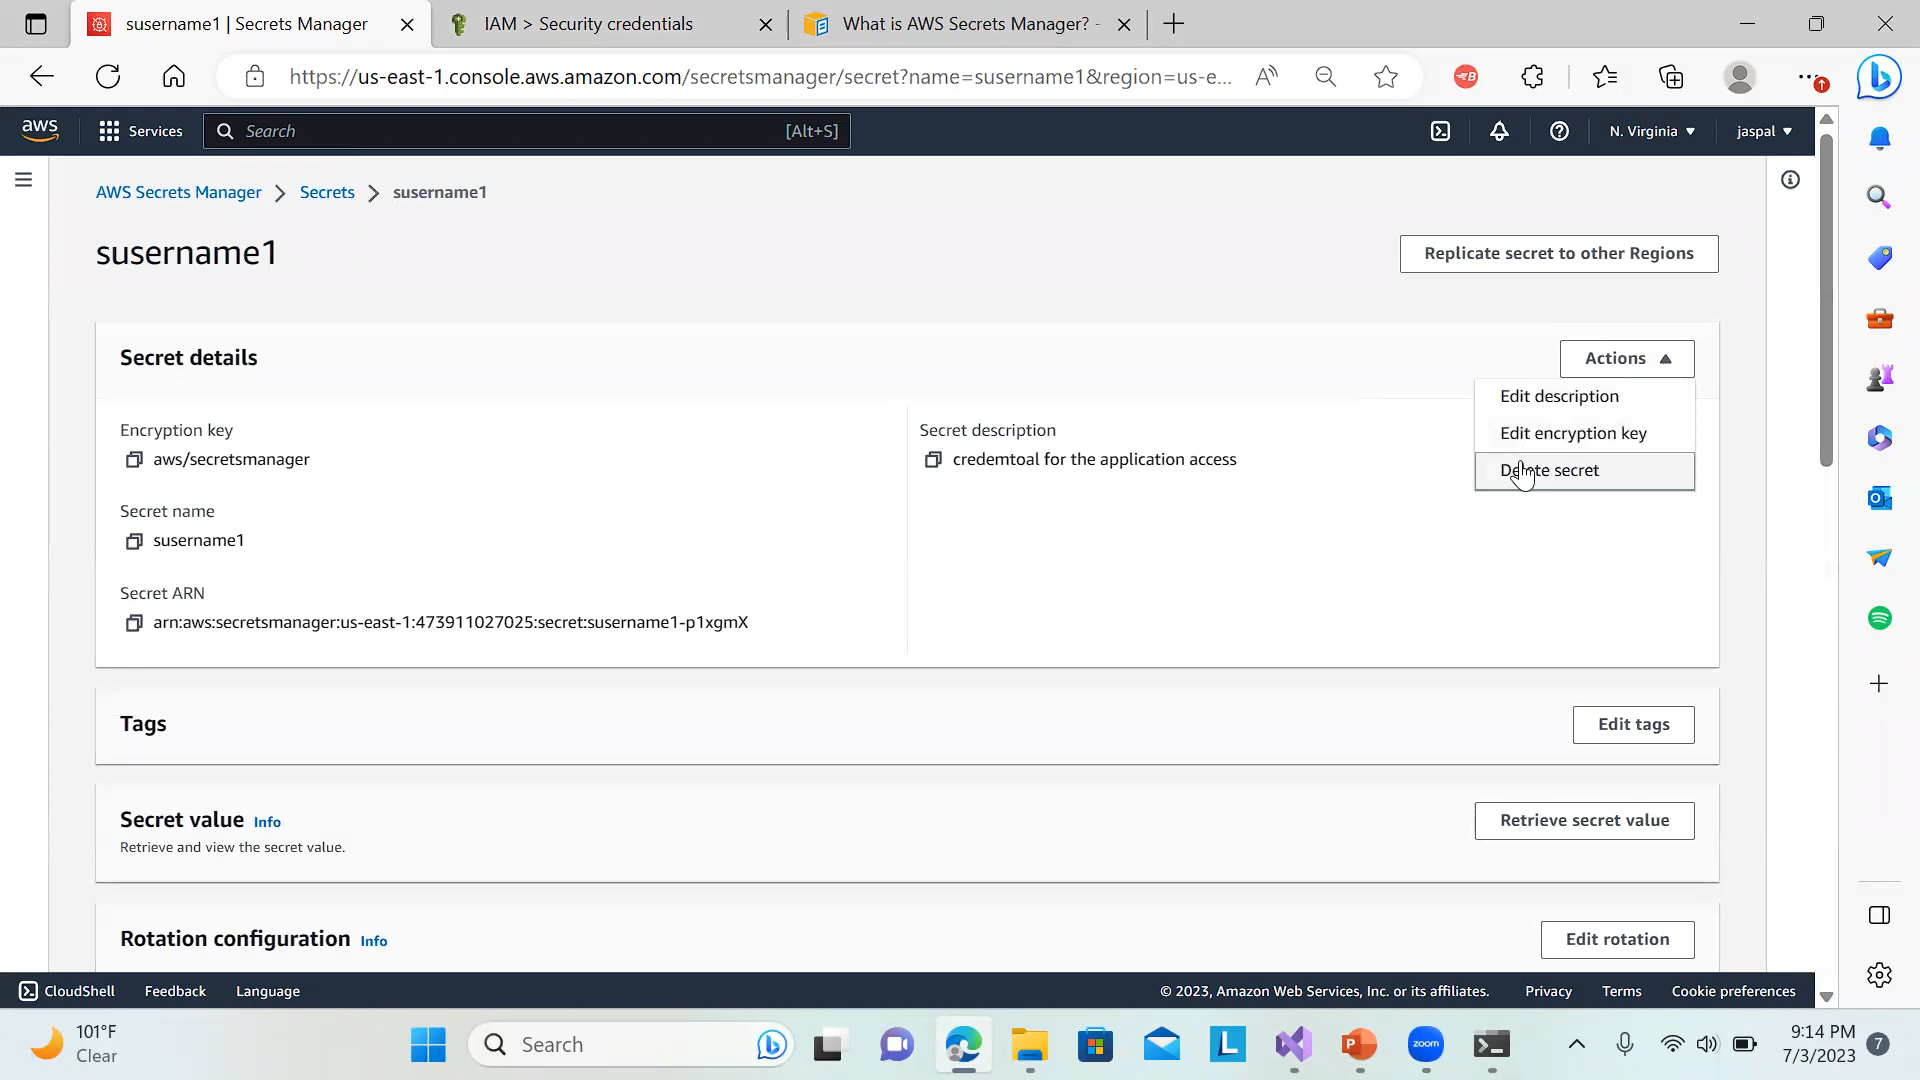 susername1 | Secrets Manager
IAM > Security credentials
What is AWS Secrets Manager? -
https://us-east-1.console.aws.amazon.com/secretsmanager/secret?name=susername1&region=us-e...
aws
Services
Search
[Alt+S]
N. Virginia
jaspal
AWS Secrets Manager
Secrets
susername1
susername1
Replicate secret to other Regions
Secret details
Actions
Edit description
Edit encryption key
Delete secret
Encryption key
aws/secretsmanager
Secret description
credemtoal for the application access
Secret name
susername1
Secret ARN
arn:aws:secretsmanager:us-east-1:473911027025:secret:susername1-p1xgmX
Tags
Edit tags
Secret value Info
Retrieve and view the secret value.
Retrieve secret value
Rotation configuration Info
Edit rotation
CloudShell
Feedback
Language
© 2023, Amazon Web Services, Inc. or its affiliates.
Privacy
Terms
Cookie preferences
101°F
Clear
Search
zoom
9:14 PM
7/3/2023
7